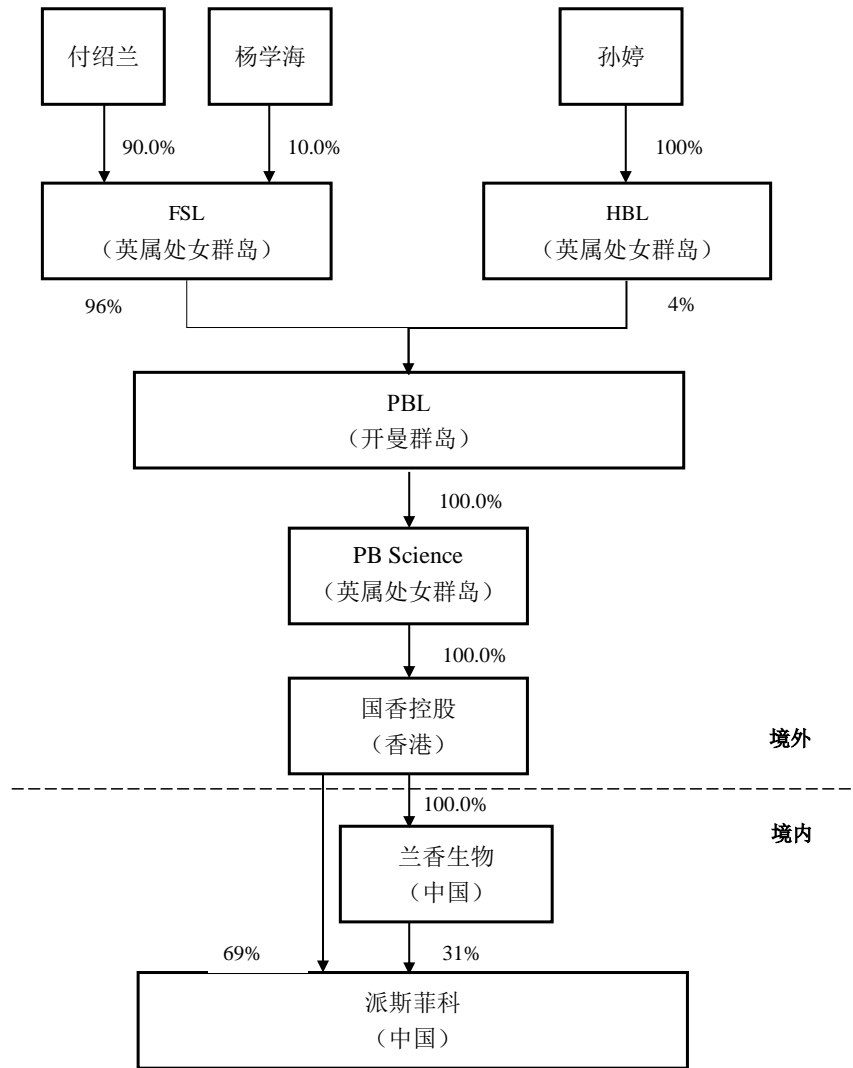 付绍兰
杨学海
孙婷
90.0%
10.0%
100%
FSL
（英属处女群岛）
HBL
（英属处女群岛）
96%
4%
PBL
（开曼群岛）
100.0%
PB Science
（英属处女群岛）
100.0%
国香控股
（香港）
境外
100.0%
境内
兰香生物
（中国）
69%
31%
派斯菲科
（中国）